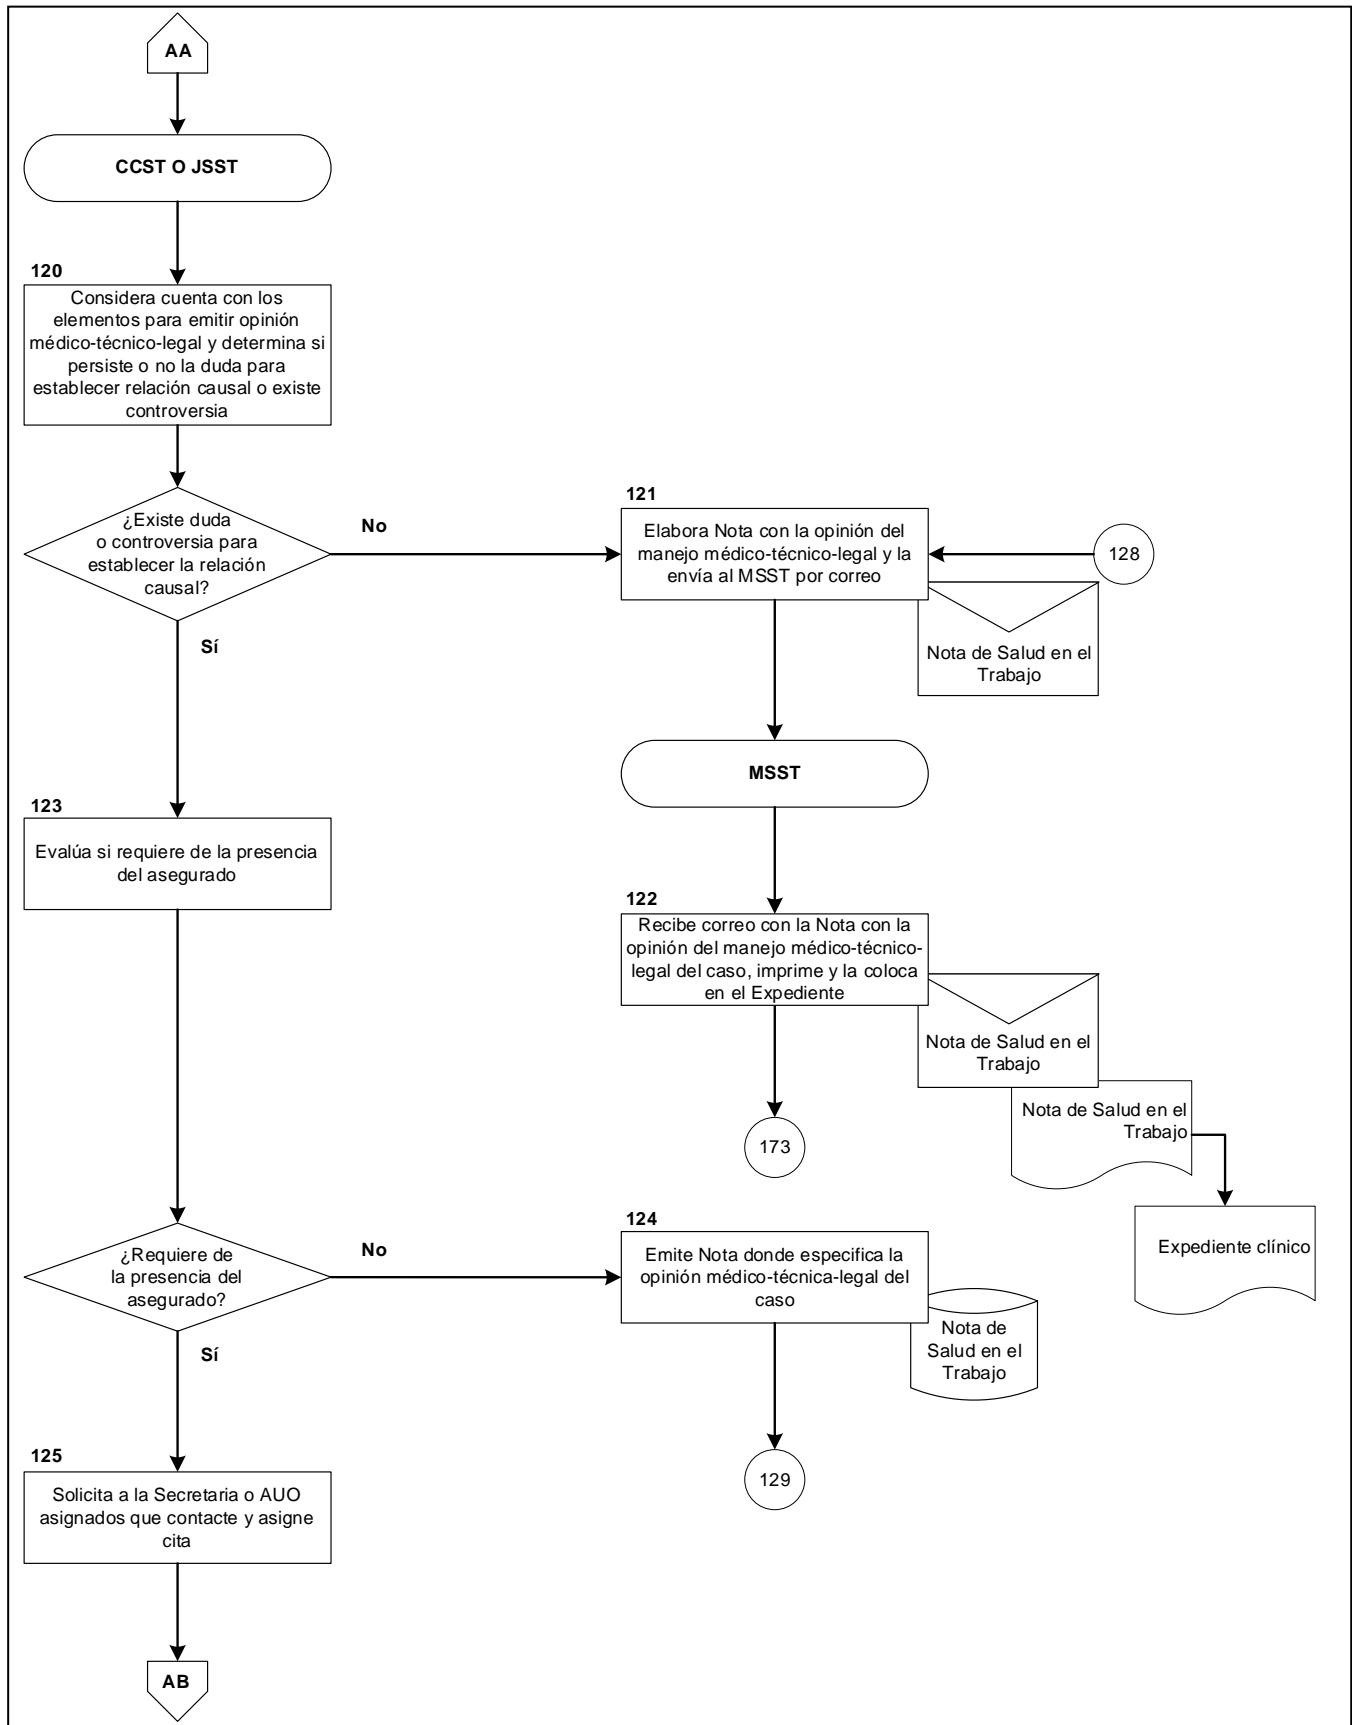 AA
CCST O JSST
120
Considera cuenta con los
elementos para emitir opinión
médico-técnico-legal y determina si
persiste o no la duda para
establecer relación causal o existe
controversia
¿Existe duda
o controversia para
establecer la relación
causal?
No
Sí
121
Elabora Nota con la opinión del
manejo médico-técnico-legal y la
envía al MSST por correo
128
Nota de Salud en el
Trabajo
MSST
123
Evalúa si requiere de la presencia
del asegurado
122
Recibe correo con la Nota con la
opinión del manejo médico-técnico-
legal del caso, imprime y la coloca
en el Expediente
Nota de Salud en el
Trabajo
Nota de Salud en el
Trabajo
Expediente clínico
173
¿Requiere de
la presencia del
asegurado?
No
Sí
124
Emite Nota donde especifica la
opinión médico-técnica-legal del
caso
Nota de
Salud en el
Trabajo
129
125
Solicita a la Secretaria o AUO
asignados que contacte y asigne
cita
AB